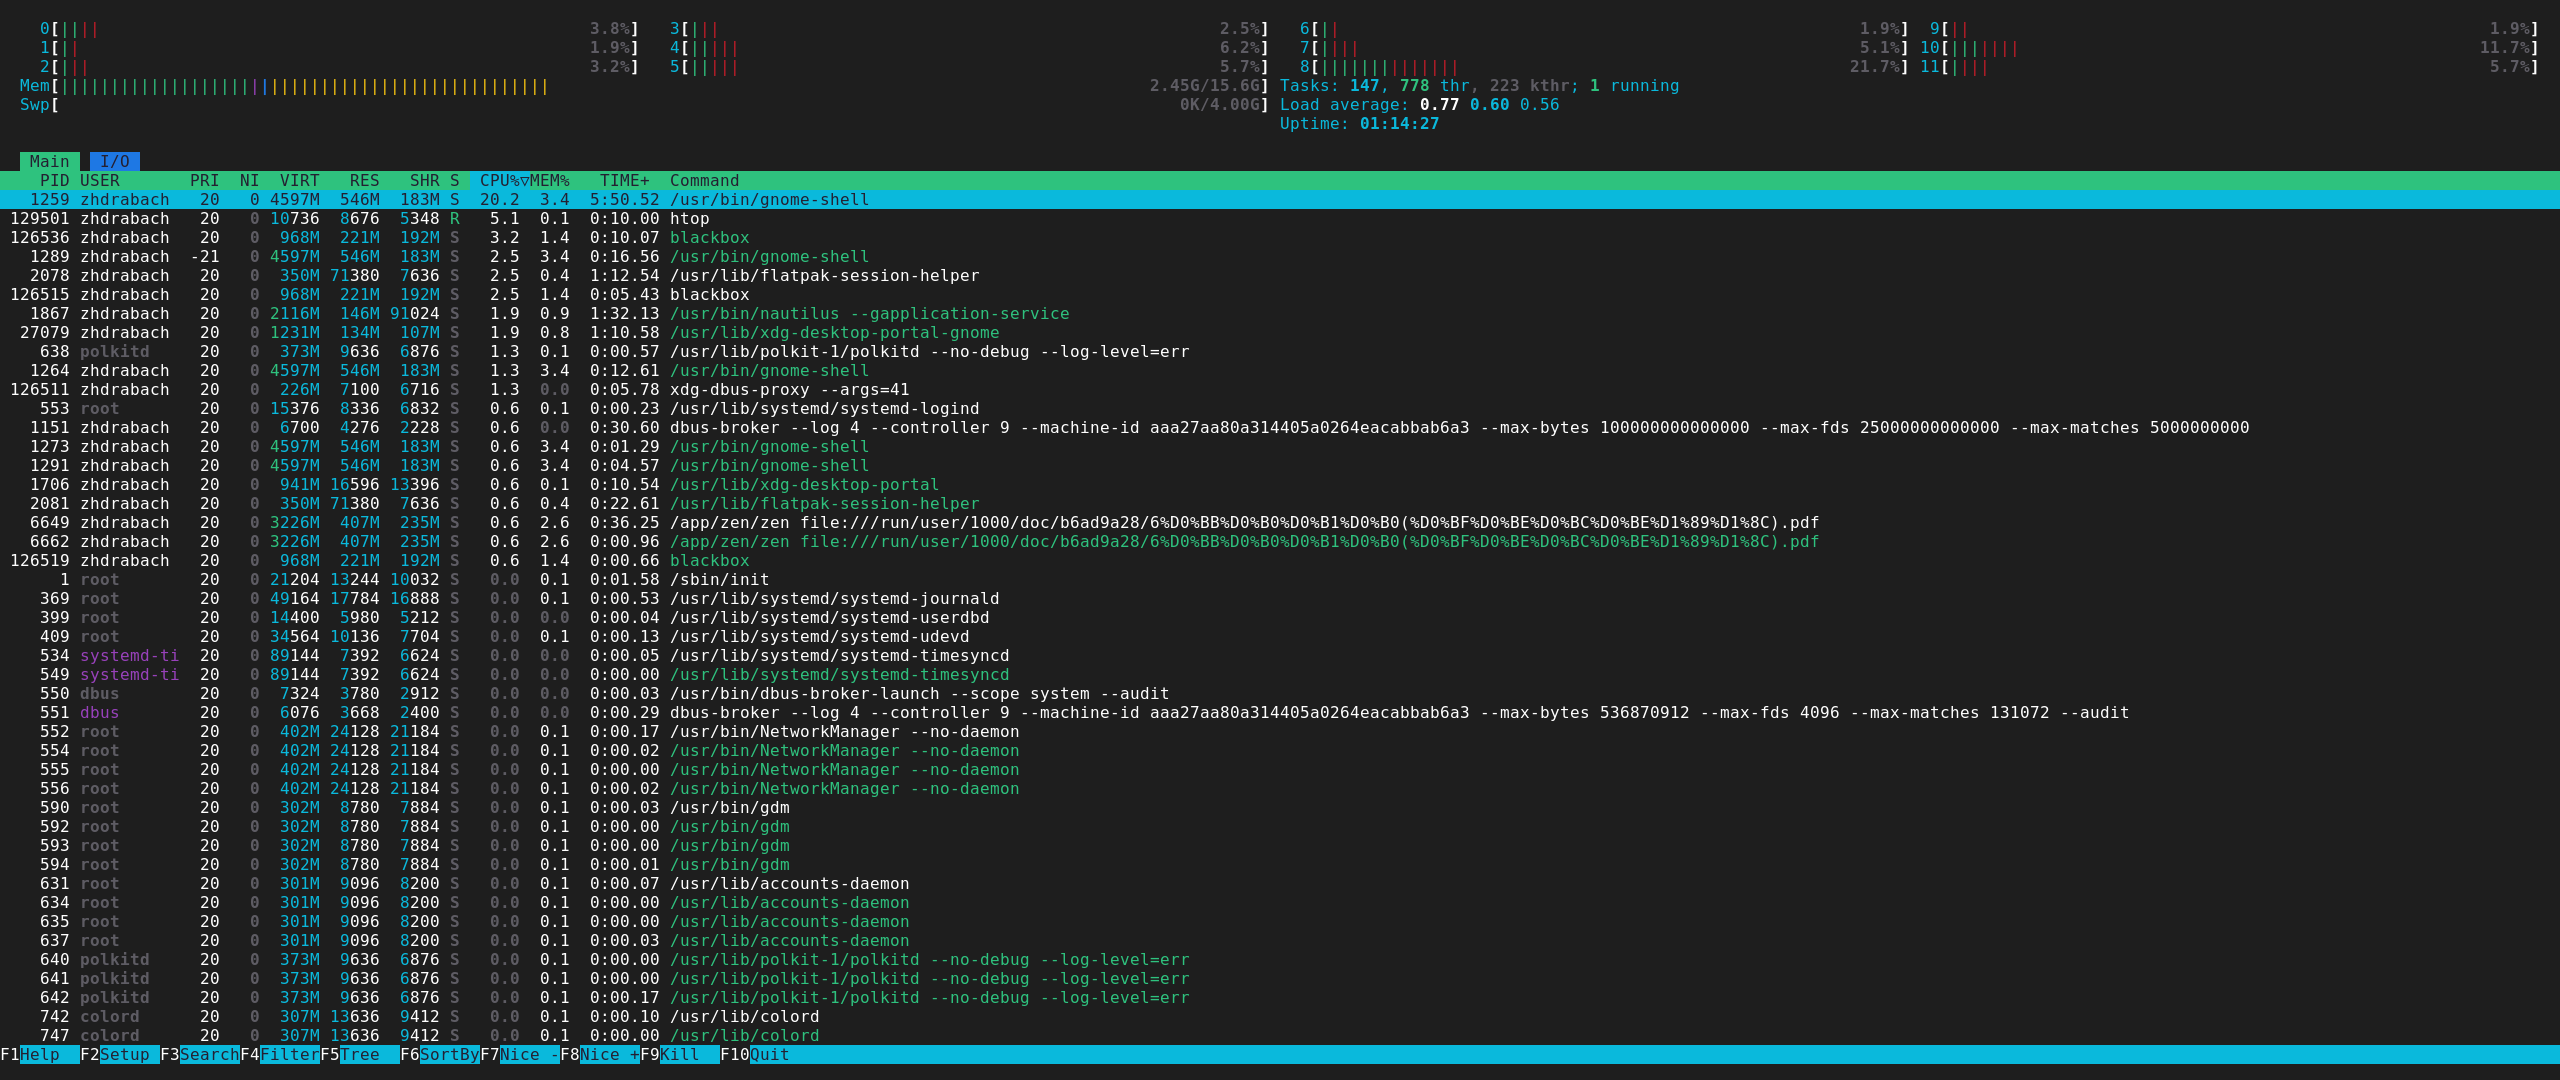 0[|||| 3.8%] 3[||| 2.5%] 6[|| 1.9%] 9[|| 1.9%]
1[|| 1.9%] 4[||||| 6.2%] 7[|||| 5.1%] 10[||||||| 11.7%]
2[||| 3.2%] 5[||||| 5.7%] 8[|||||||||||||| 21.7%] 11[|||| 5.7%]
Mem[||||||||||||||||||||||||||||||||||||||||||||||||| 2.45G/15.6G] Tasks: 147, 778 thr, 223 kthr; 1 running
Swp[ 0K/4.00G] Load average: 0.77 0.60 0.56
Uptime: 01:14:27
Main I/O
PID USER PRI NI VIRT RES SHR S CPU%▽MEM% TIME+ Command
1259 zhdrabach 20 0 4597M 546M 183M S 20.2 3.4 5:50.52 /usr/bin/gnome-shell
129501 zhdrabach 20 0 10736 8676 5348 R 5.1 0.1 0:10.00 htop
126536 zhdrabach 20 0 968M 221M 192M S 3.2 1.4 0:10.07 blackbox
1289 zhdrabach -21 0 4597M 546M 183M S 2.5 3.4 0:16.56 /usr/bin/gnome-shell
2078 zhdrabach 20 0 350M 71380 7636 S 2.5 0.4 1:12.54 /usr/lib/flatpak-session-helper
126515 zhdrabach 20 0 968M 221M 192M S 2.5 1.4 0:05.43 blackbox
1867 zhdrabach 20 0 2116M 146M 91024 S 1.9 0.9 1:32.13 /usr/bin/nautilus --gapplication-service
27079 zhdrabach 20 0 1231M 134M 107M S 1.9 0.8 1:10.58 /usr/lib/xdg-desktop-portal-gnome
638 polkitd 20 0 373M 9636 6876 S 1.3 0.1 0:00.57 /usr/lib/polkit-1/polkitd --no-debug --log-level=err
1264 zhdrabach 20 0 4597M 546M 183M S 1.3 3.4 0:12.61 /usr/bin/gnome-shell
126511 zhdrabach 20 0 226M 7100 6716 S 1.3 0.0 0:05.78 xdg-dbus-proxy --args=41
553 root 20 0 15376 8336 6832 S 0.6 0.1 0:00.23 /usr/lib/systemd/systemd-logind
1151 zhdrabach 20 0 6700 4276 2228 S 0.6 0.0 0:30.60 dbus-broker --log 4 --controller 9 --machine-id aaa27aa80a314405a0264eacabbab6a3 --max-bytes 100000000000000 --max-fds 25000000000000 --max-matches 5000000000
1273 zhdrabach 20 0 4597M 546M 183M S 0.6 3.4 0:01.29 /usr/bin/gnome-shell
1291 zhdrabach 20 0 4597M 546M 183M S 0.6 3.4 0:04.57 /usr/bin/gnome-shell
1706 zhdrabach 20 0 941M 16596 13396 S 0.6 0.1 0:10.54 /usr/lib/xdg-desktop-portal
2081 zhdrabach 20 0 350M 71380 7636 S 0.6 0.4 0:22.61 /usr/lib/flatpak-session-helper
6649 zhdrabach 20 0 3226M 407M 235M S 0.6 2.6 0:36.25 /app/zen/zen file:///run/user/1000/doc/b6ad9a28/6%D0%BB%D0%B0%D0%B1%D0%B0(%D0%BF%D0%BE%D0%BC%D0%BE%D1%89%D1%8C).pdf
6662 zhdrabach 20 0 3226M 407M 235M S 0.6 2.6 0:00.96 /app/zen/zen file:///run/user/1000/doc/b6ad9a28/6%D0%BB%D0%B0%D0%B1%D0%B0(%D0%BF%D0%BE%D0%BC%D0%BE%D1%89%D1%8C).pdf
126519 zhdrabach 20 0 968M 221M 192M S 0.6 1.4 0:00.66 blackbox
1 root 20 0 21204 13244 10032 S 0.0 0.1 0:01.58 /sbin/init
369 root 20 0 49164 17784 16888 S 0.0 0.1 0:00.53 /usr/lib/systemd/systemd-journald
399 root 20 0 14400 5980 5212 S 0.0 0.0 0:00.04 /usr/lib/systemd/systemd-userdbd
409 root 20 0 34564 10136 7704 S 0.0 0.1 0:00.13 /usr/lib/systemd/systemd-udevd
534 systemd-ti 20 0 89144 7392 6624 S 0.0 0.0 0:00.05 /usr/lib/systemd/systemd-timesyncd
549 systemd-ti 20 0 89144 7392 6624 S 0.0 0.0 0:00.00 /usr/lib/systemd/systemd-timesyncd
550 dbus 20 0 7324 3780 2912 S 0.0 0.0 0:00.03 /usr/bin/dbus-broker-launch --scope system --audit
551 dbus 20 0 6076 3668 2400 S 0.0 0.0 0:00.29 dbus-broker --log 4 --controller 9 --machine-id aaa27aa80a314405a0264eacabbab6a3 --max-bytes 536870912 --max-fds 4096 --max-matches 131072 --audit
552 root 20 0 402M 24128 21184 S 0.0 0.1 0:00.17 /usr/bin/NetworkManager --no-daemon
554 root 20 0 402M 24128 21184 S 0.0 0.1 0:00.02 /usr/bin/NetworkManager --no-daemon
555 root 20 0 402M 24128 21184 S 0.0 0.1 0:00.00 /usr/bin/NetworkManager --no-daemon
556 root 20 0 402M 24128 21184 S 0.0 0.1 0:00.02 /usr/bin/NetworkManager --no-daemon
590 root 20 0 302M 8780 7884 S 0.0 0.1 0:00.03 /usr/bin/gdm
592 root 20 0 302M 8780 7884 S 0.0 0.1 0:00.00 /usr/bin/gdm
593 root 20 0 302M 8780 7884 S 0.0 0.1 0:00.00 /usr/bin/gdm
594 root 20 0 302M 8780 7884 S 0.0 0.1 0:00.01 /usr/bin/gdm
631 root 20 0 301M 9096 8200 S 0.0 0.1 0:00.07 /usr/lib/accounts-daemon
634 root 20 0 301M 9096 8200 S 0.0 0.1 0:00.00 /usr/lib/accounts-daemon
635 root 20 0 301M 9096 8200 S 0.0 0.1 0:00.00 /usr/lib/accounts-daemon
637 root 20 0 301M 9096 8200 S 0.0 0.1 0:00.03 /usr/lib/accounts-daemon
640 polkitd 20 0 373M 9636 6876 S 0.0 0.1 0:00.00 /usr/lib/polkit-1/polkitd --no-debug --log-level=err
641 polkitd 20 0 373M 9636 6876 S 0.0 0.1 0:00.00 /usr/lib/polkit-1/polkitd --no-debug --log-level=err
642 polkitd 20 0 373M 9636 6876 S 0.0 0.1 0:00.17 /usr/lib/polkit-1/polkitd --no-debug --log-level=err
742 colord 20 0 307M 13636 9412 S 0.0 0.1 0:00.10 /usr/lib/colord
747 colord 20 0 307M 13636 9412 S 0.0 0.1 0:00.00 /usr/lib/colord
F1Help F2Setup F3SearchF4FilterF5Tree F6SortByF7Nice -F8Nice +F9Kill F10Quit